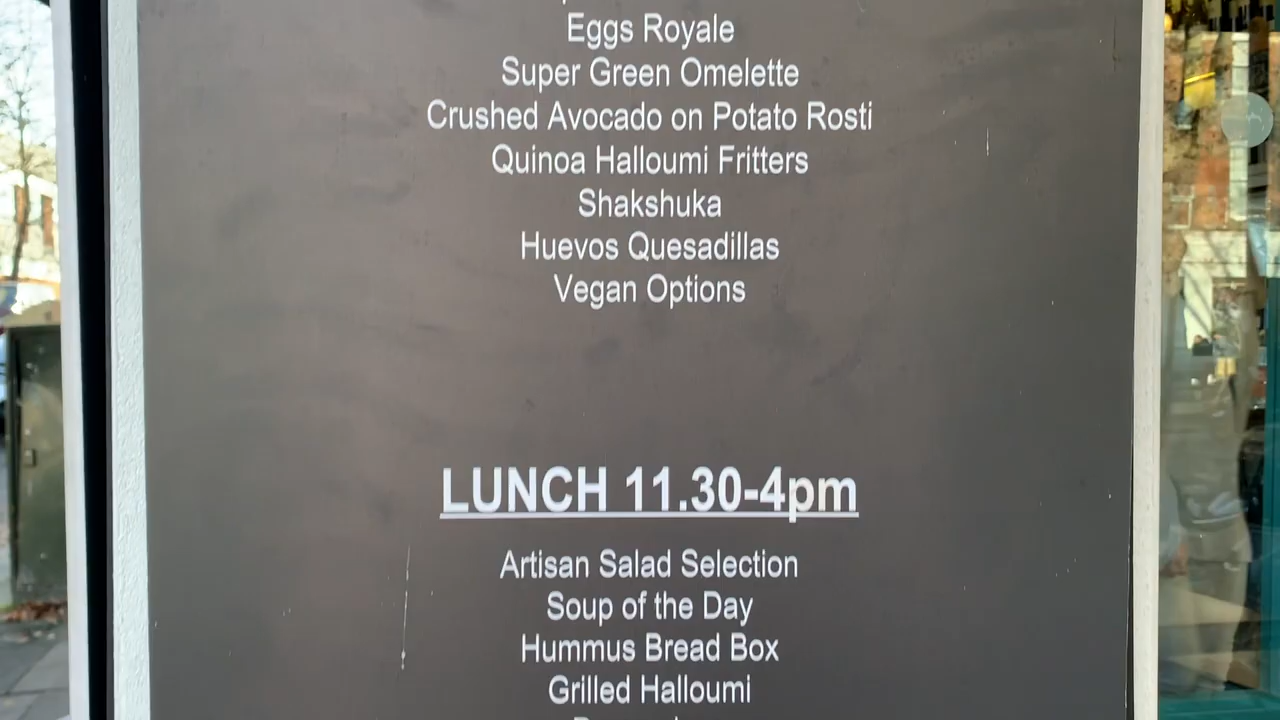 Eggs Royale
Super Green Omelette
Crushed Avocado on Potato Rosti
Quinoa Halloumi Fritters
Shakshuka
Huevos Quesadillas
Vegan Options
LUNCH 11.30-4pm
Artisan Salad Selection
Soup of the Day
Hummus Bread Box
Grilled Halloumi